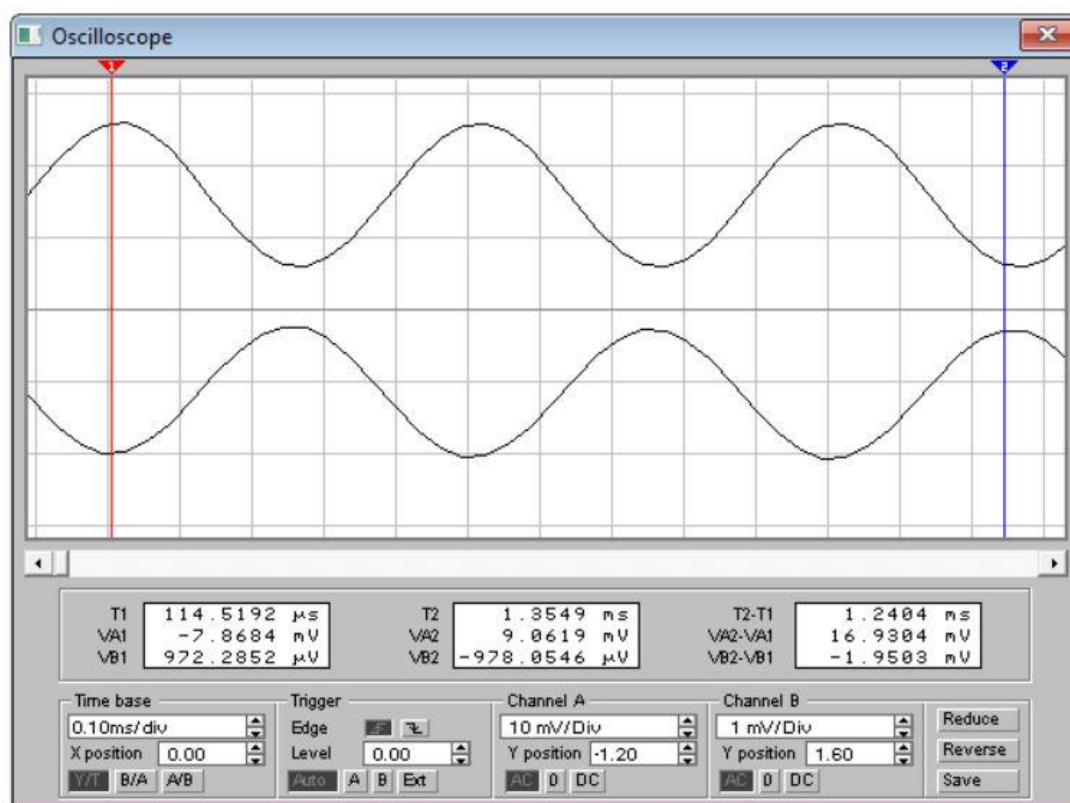 Oscilloscope
1 2
T1 114.5192 µs T2 1.3549 ms T2-T1 1.2404 ms
VA1 -7.8684 mV VA2 9.0619 mV VA2-VA1 16.9304 mV
VB1 972.2852 µV VB2 -978.0546 µV VB2-VB1 -1.9503 mV
Time base Trigger Channel A Channel B
0.10ms/div Edge 10 mV/Div 1 mV/Div Reduce
X position 0.00 Level 0.00 Y position -1.20 Y position 1.60 Reverse
Y/T B/A A/B Auto A B Ext AC 0 DC AC 0 DC Save